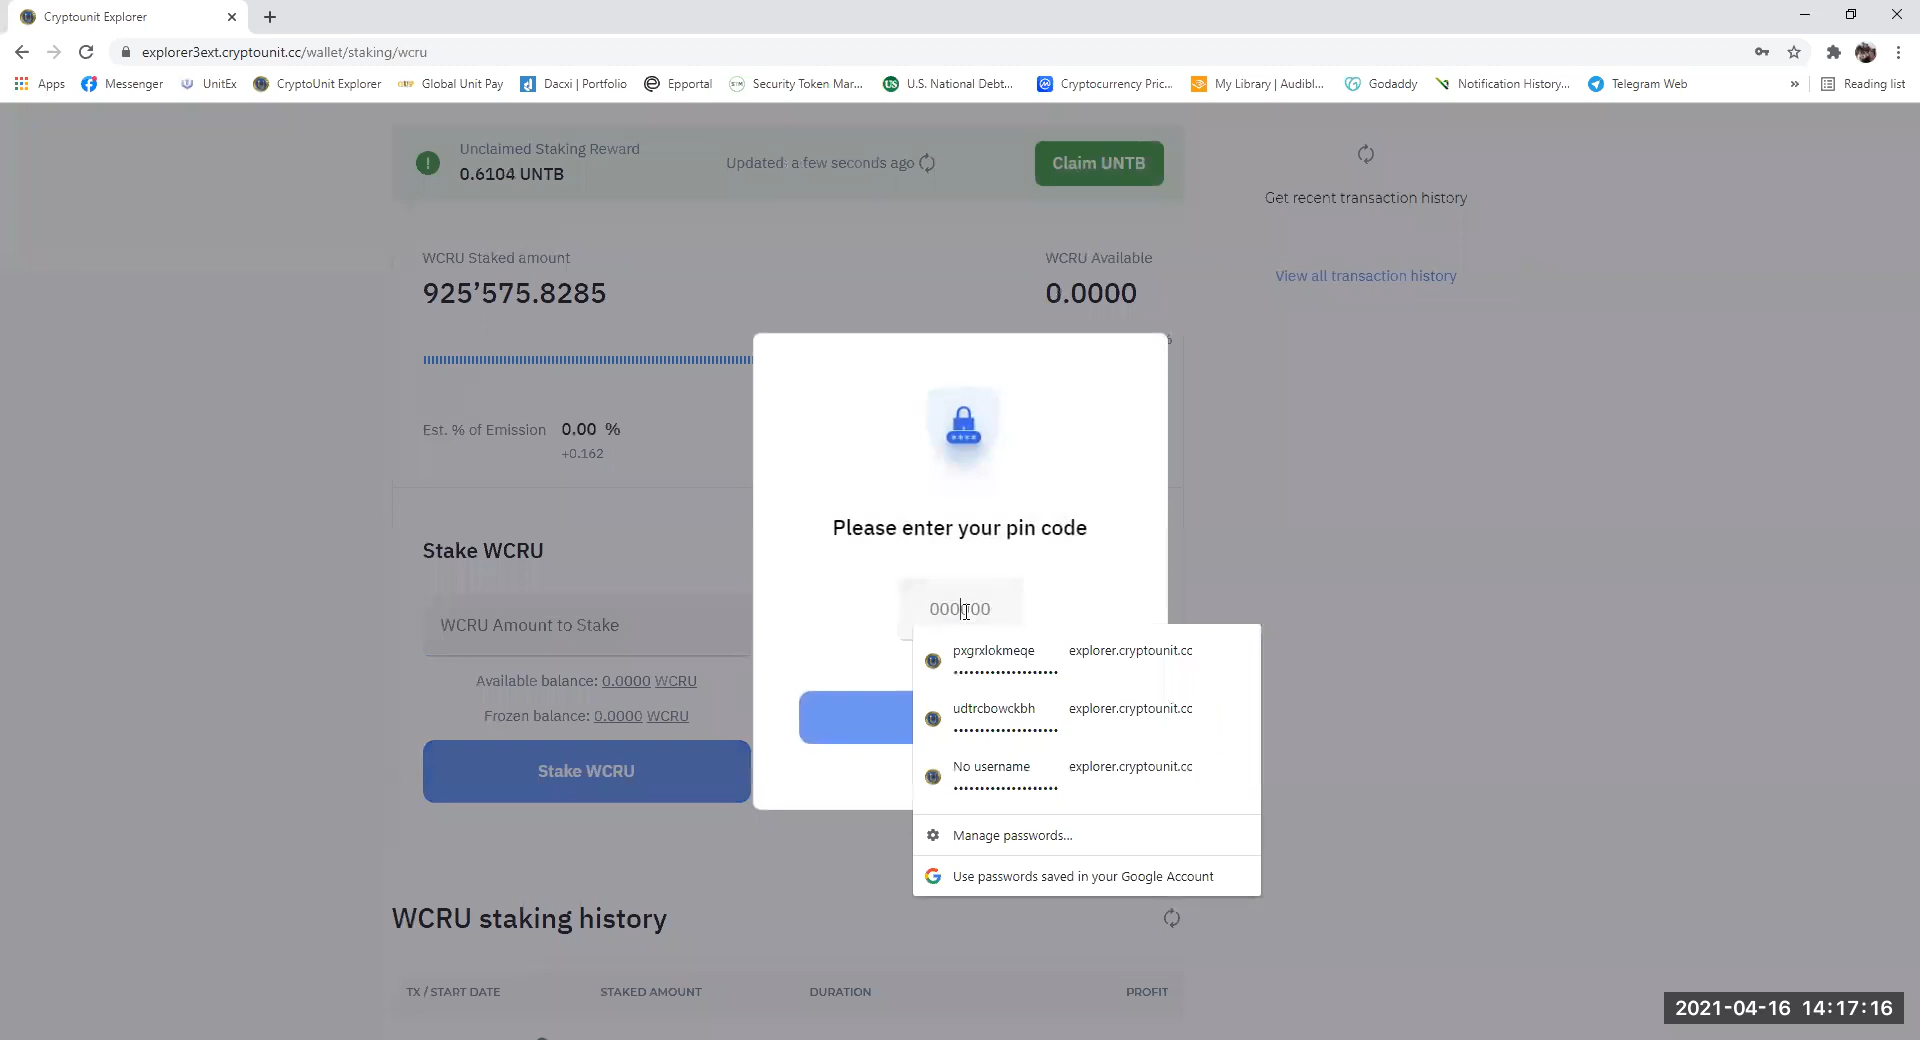 Cryptounit Explorer
explorer3ext.cryptounit.cc/wallet/staking/wcru
Apps Messenger UnitEx CryptoUnit Explorer Global Unit Pay Dacxi | Portfolio Epportal Security Token Mar... U.S. National Debt... Cryptocurrency Pric... My Library | Audibl... Godaddy Notification History... Telegram Web » Reading list
Unclaimed Staking Reward
0.6104 UNTB
Updated: a few seconds ago
Claim UNTB
Get recent transaction history
View all transaction history
WCRU Staked amount
925’575.8285
WCRU Available
0.0000
Est. % of Emission 0.00 %
+0.162
Please enter your pin code
000000
pxgrxlokmeqe explorer.cryptounit.cc
••••••••••••••••••••
udtrcbowckbh explorer.cryptounit.cc
••••••••••••••••••••
No username explorer.cryptounit.cc
••••••••••••••••••••
Manage passwords...
Use passwords saved in your Google Account
Stake WCRU
WCRU Amount to Stake
Available balance: 0.0000 WCRU
Frozen balance: 0.0000 WCRU
Stake WCRU
WCRU staking history
TX / START DATE STAKED AMOUNT DURATION PROFIT
2021-04-16 14:17:16